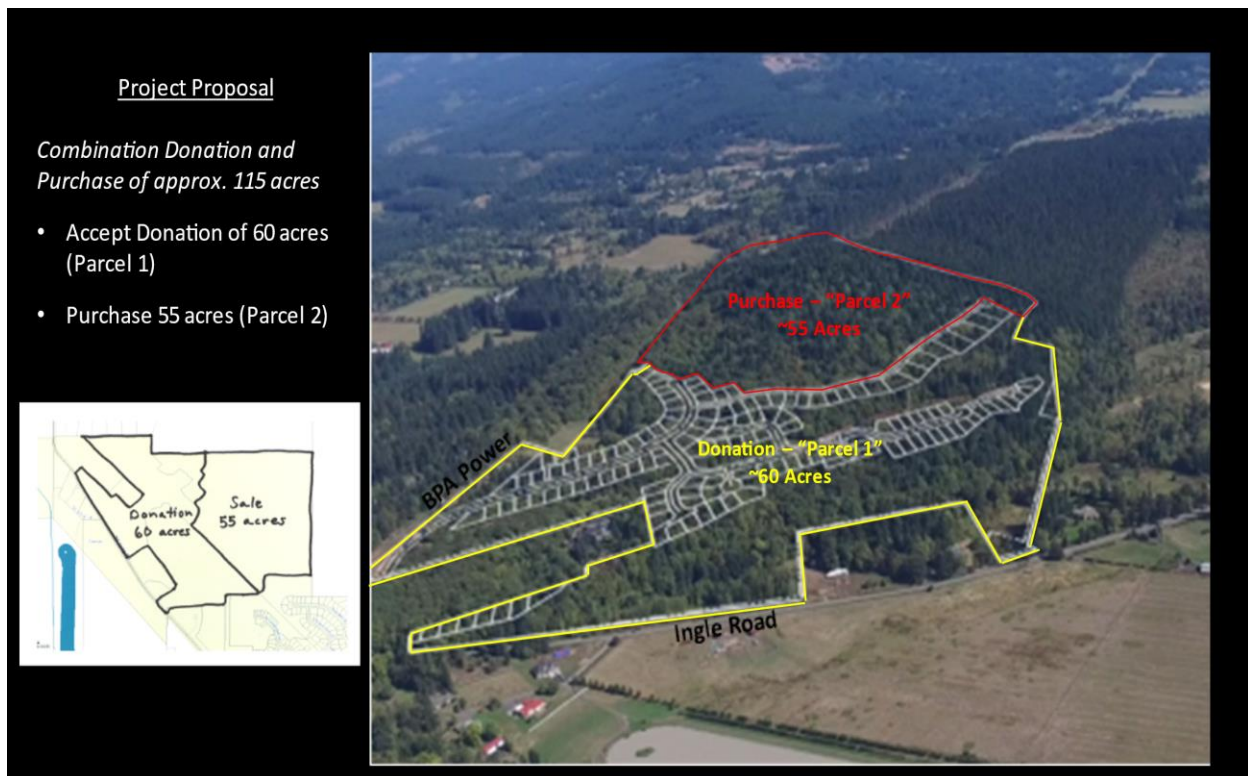 Project Proposal
Combination Donation and
Purchase of approx. 115 acres
• Accept Donation of 60 acres
(Parcel 1)
• Purchase 55 acres (Parcel 2)
Donation
60 acres
Sale
55 acres
Purchase – "Parcel 2"
~55 Acres
BPA Power
Donation – "Parcel 1"
~60 Acres
Ingle Road